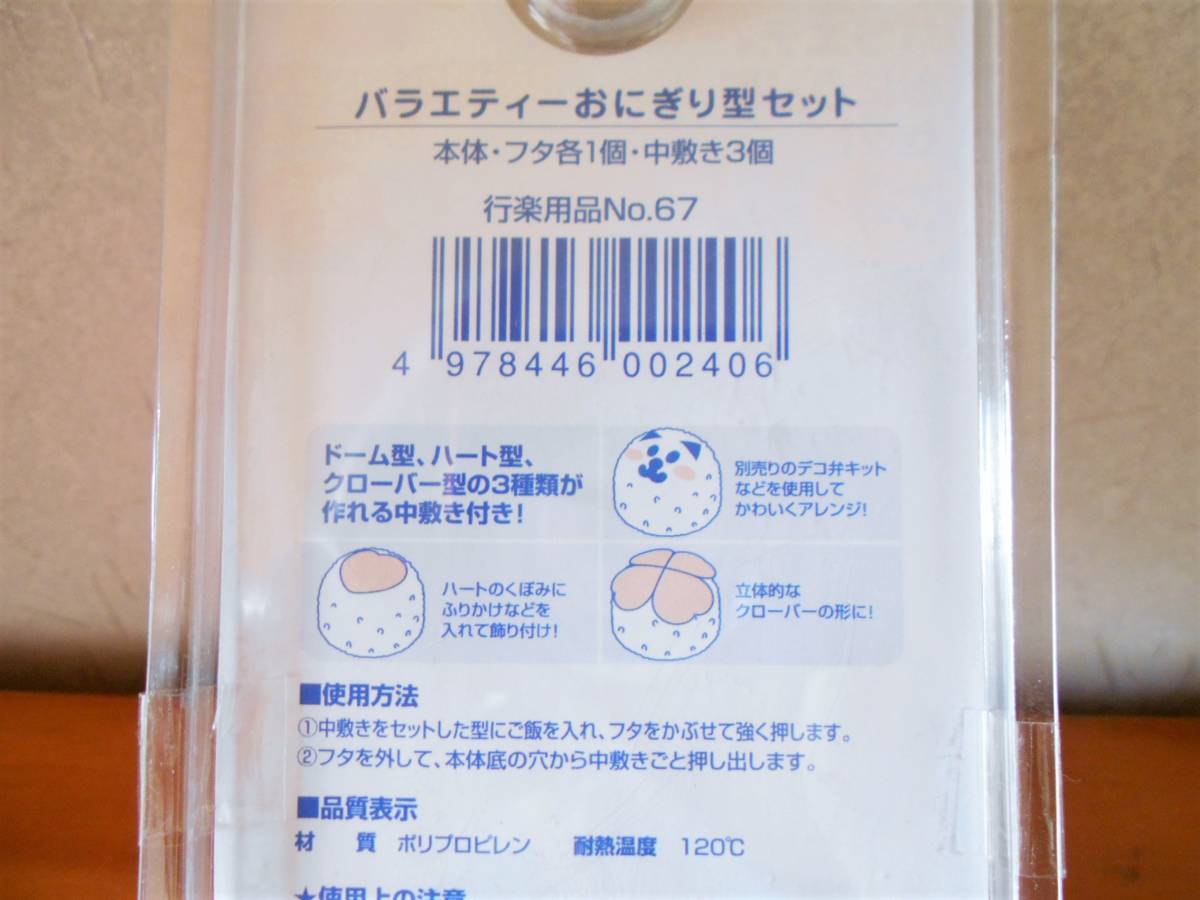 バラエティーおにぎり型セット
本体・フタ各1個・中敷き3個
行楽用品No.67
4 978446 002406
ドーム型、ハート型、
クローバー型の3種類が
作れる中敷き付き!
別売りのデコ弁キット
などを使用して
かわいくアレンジ!
ハートのくぼみに
ふりかけなどを
入れて飾り付け!
立体的な
クローバーの形に!
■使用方法
①中敷きをセットした型にご飯を入れ、フタをかぶせて強く押します。
②フタを外して、本体底の穴から中敷きごと押し出します。
■品質表示
材　質　ポリプロピレン　耐熱温度　120℃
★使用上の注意